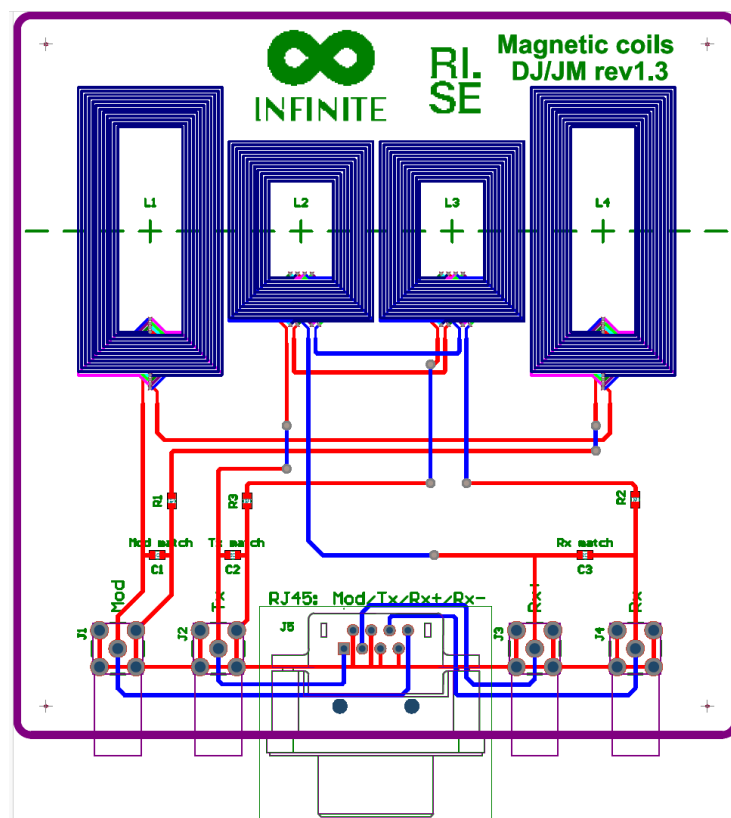 INFINITE
RI.
SE
Magnetic coils
DJ/JM rev1.3
L1
L2
L3
L4
R1
R3
R2
Mod match
Tx match
Rx match
C1
C2
C3
Mod
Tx
RJ45: Mod/Tx/Rx+/Rx-
Rx+
J1
J2
J5
J3
J4